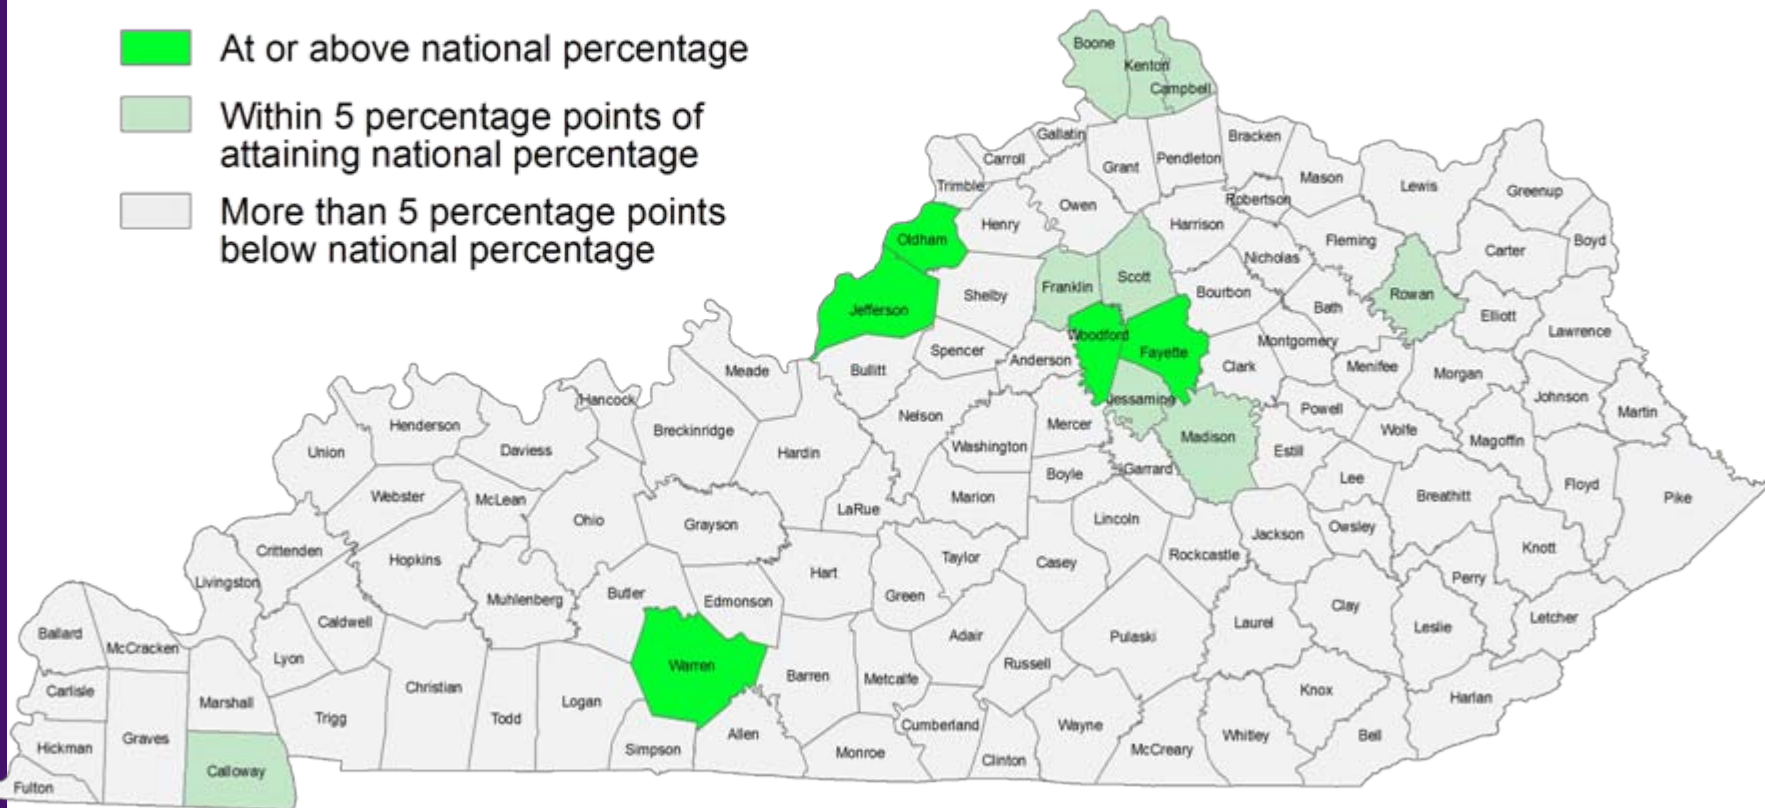 At or above national percentage
Within 5 percentage points of
attaining national percentage
More than 5 percentage points
below national percentage
Boone
Kenton
Campbell
Gallatin
Carroll
Trimble
Grant
Pendleton
Bracken
Mason
Lewis
Greenup
Robertson
Owen
Henry
Harrison
Oldham
Fleming
Carter
Boyd
Nicholas
Scott
Franklin
Shelby
Bourbon
Rowan
Jefferson
Bath
Elliott
Lawrence
Woodford
Fayette
Montgomery
Spencer
Anderson
Clark
Menifee
Morgan
Bullitt
Meade
Hancock
Jessamine
Johnson
Martin
Powell
Nelson
Mercer
Wolfe
Henderson
Breckinridge
Madison
Magoffin
Washington
Daviess
Union
Hardin
Estill
Boyle
Garrard
Lee
Floyd
Breathitt
Pike
Webster
McLean
Marion
LaRue
Ohio
Grayson
Lincoln
Owsley
Jackson
Knott
Crittenden
Hopkins
Taylor
Casey
Rockcastle
Hart
Perry
Livingston
Muhlenberg
Butler
Edmonson
Green
Clay
Letcher
Caldwell
Laurel
Leslie
Ballard
McCracken
Lyon
Adair
Pulaski
Russell
Warren
Barren
Metcalfe
Carlisle
Marshall
Christian
Logan
Knox
Harlan
Trigg
Todd
Cumberland
Wayne
Graves
Hickman
Simpson
Allen
Monroe
Clinton
McCreary
Whitley
Bell
Calloway
Fulton